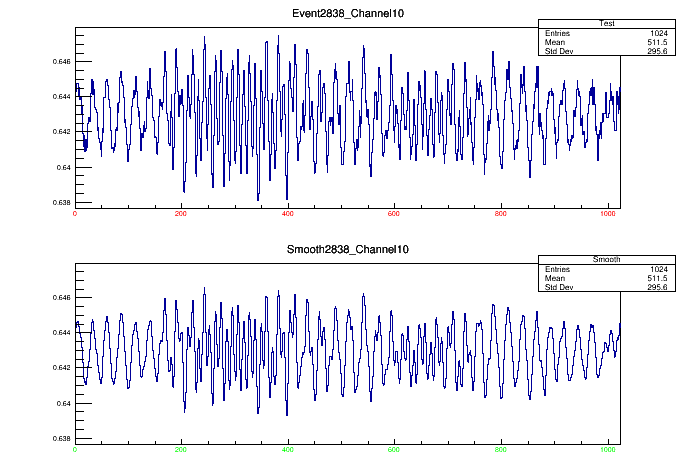 Event2838_Channel10
Test
Entries 1024
Mean 511.5
Std Dev 295.6
0.646
0.644
0.642
0.64
0.638
0 200 400 600 800 1000
Smooth2838_Channel10
Smooth
Entries 1024
Mean 511.5
Std Dev 295.6
0.646
0.644
0.642
0.64
0.638
0 200 400 600 800 1000